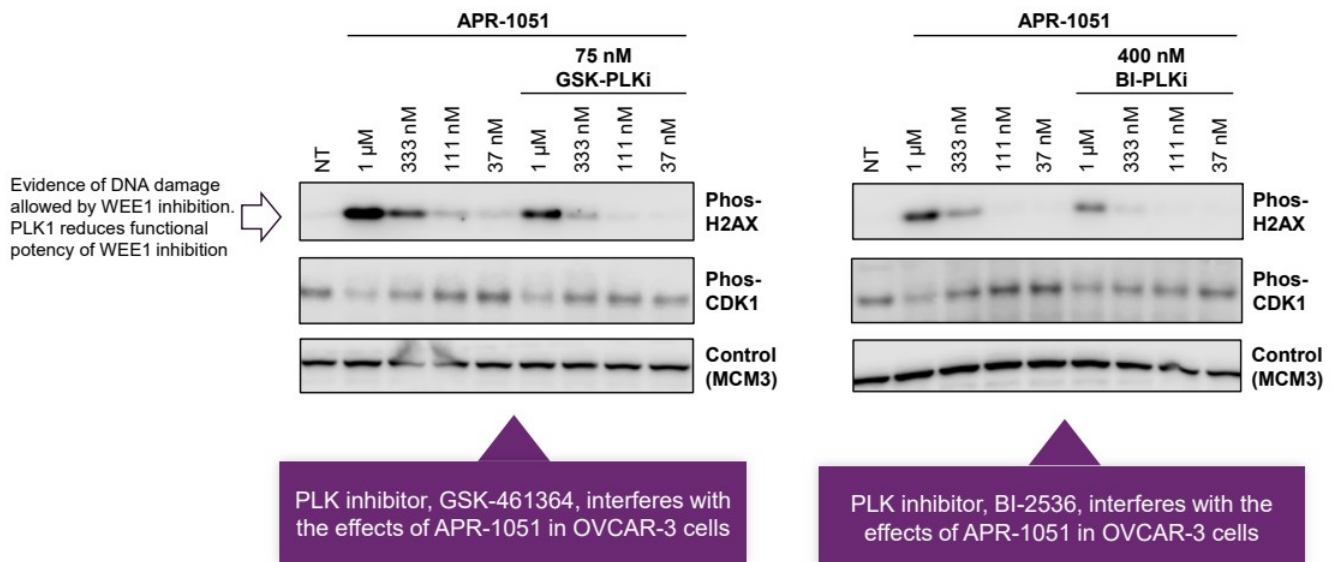 APR-1051
75 nM
GSK-PLKi
NT
1 µM
333 nM
111 nM
37 nM
1 µM
333 nM
111 nM
37 nM
Evidence of DNA damage
allowed by WEE1 inhibition.
PLK1 reduces functional
potency of WEE1 inhibition
Phos-
H2AX
Phos-
CDK1
Control
(MCM3)
PLK inhibitor, GSK-461364, interferes with
the effects of APR-1051 in OVCAR-3 cells
APR-1051
400 nM
BI-PLKi
NT
1 µM
333 nM
111 nM
37 nM
1 µM
333 nM
111 nM
37 nM
Phos-
H2AX
Phos-
CDK1
Control
(MCM3)
PLK inhibitor, BI-2536, interferes with the
effects of APR-1051 in OVCAR-3 cells